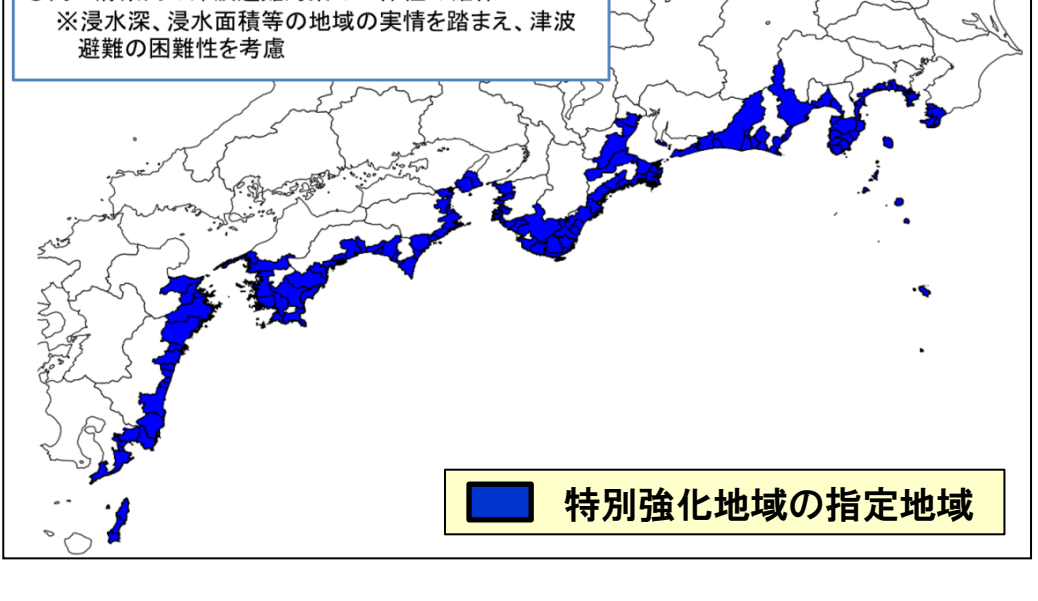 ※浸水深、浸水面積等の地域の実情を踏まえ、津波
避難の困難性を考慮
特別強化地域の指定地域